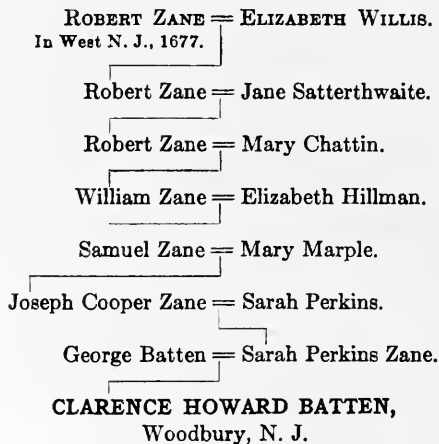 ROBERT ZANE = ELIZABETH WILLIS.
In West N. J., 1677.
Robert Zane = Jane Satterthwaite.
Robert Zane = Mary Chattin.
William Zane = Elizabeth Hillman.
Samuel Zane = Mary Marple.
Joseph Cooper Zane = Sarah Perkins.
George Batten = Sarah Perkins Zane.
CLARENCE HOWARD BATTEN,
Woodbury, N. J.